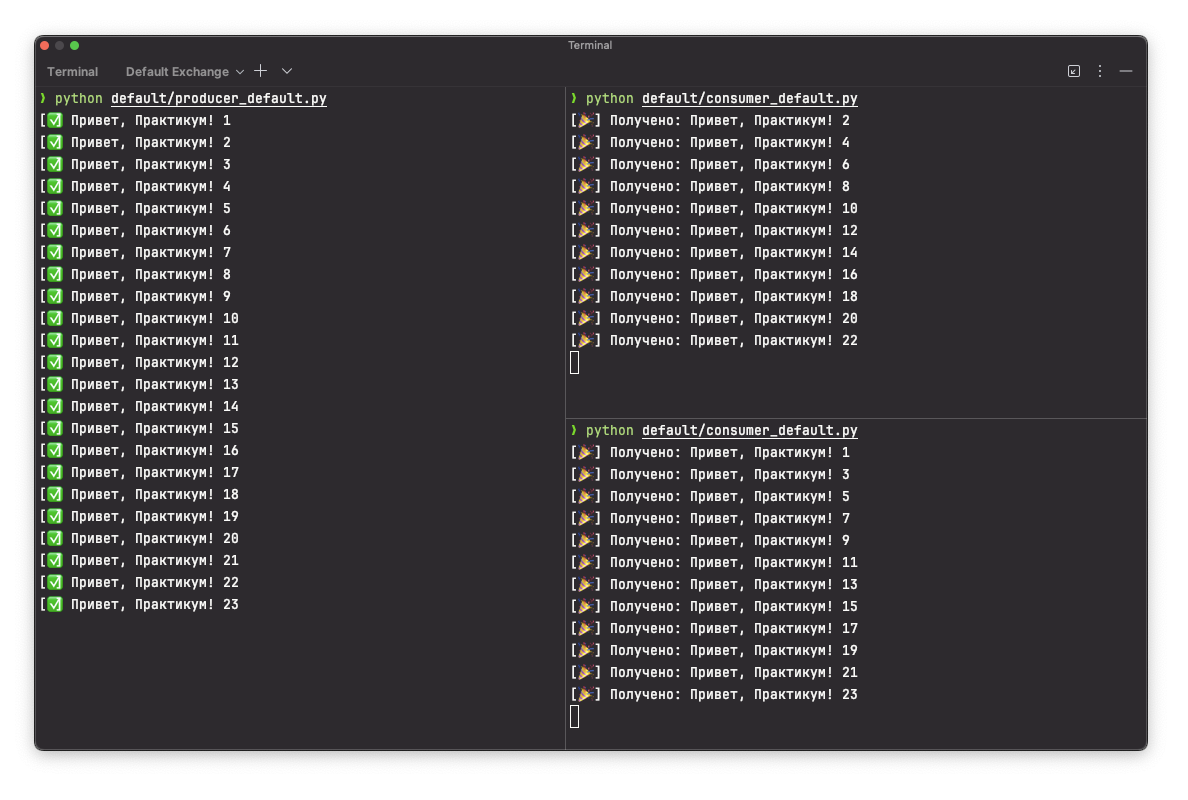 Terminal
Terminal Default Exchange
❯ python default/producer_default.py
[✅ Привет, Практикум! 1
[✅ Привет, Практикум! 2
[✅ Привет, Практикум! 3
[✅ Привет, Практикум! 4
[✅ Привет, Практикум! 5
[✅ Привет, Практикум! 6
[✅ Привет, Практикум! 7
[✅ Привет, Практикум! 8
[✅ Привет, Практикум! 9
[✅ Привет, Практикум! 10
[✅ Привет, Практикум! 11
[✅ Привет, Практикум! 12
[✅ Привет, Практикум! 13
[✅ Привет, Практикум! 14
[✅ Привет, Практикум! 15
[✅ Привет, Практикум! 16
[✅ Привет, Практикум! 17
[✅ Привет, Практикум! 18
[✅ Привет, Практикум! 19
[✅ Привет, Практикум! 20
[✅ Привет, Практикум! 21
[✅ Привет, Практикум! 22
[✅ Привет, Практикум! 23
❯ python default/consumer_default.py
[🎉] Получено: Привет, Практикум! 2
[🎉] Получено: Привет, Практикум! 4
[🎉] Получено: Привет, Практикум! 6
[🎉] Получено: Привет, Практикум! 8
[🎉] Получено: Привет, Практикум! 10
[🎉] Получено: Привет, Практикум! 12
[🎉] Получено: Привет, Практикум! 14
[🎉] Получено: Привет, Практикум! 16
[🎉] Получено: Привет, Практикум! 18
[🎉] Получено: Привет, Практикум! 20
[🎉] Получено: Привет, Практикум! 22
❯ python default/consumer_default.py
[🎉] Получено: Привет, Практикум! 1
[🎉] Получено: Привет, Практикум! 3
[🎉] Получено: Привет, Практикум! 5
[🎉] Получено: Привет, Практикум! 7
[🎉] Получено: Привет, Практикум! 9
[🎉] Получено: Привет, Практикум! 11
[🎉] Получено: Привет, Практикум! 13
[🎉] Получено: Привет, Практикум! 15
[🎉] Получено: Привет, Практикум! 17
[🎉] Получено: Привет, Практикум! 19
[🎉] Получено: Привет, Практикум! 21
[🎉] Получено: Привет, Практикум! 23